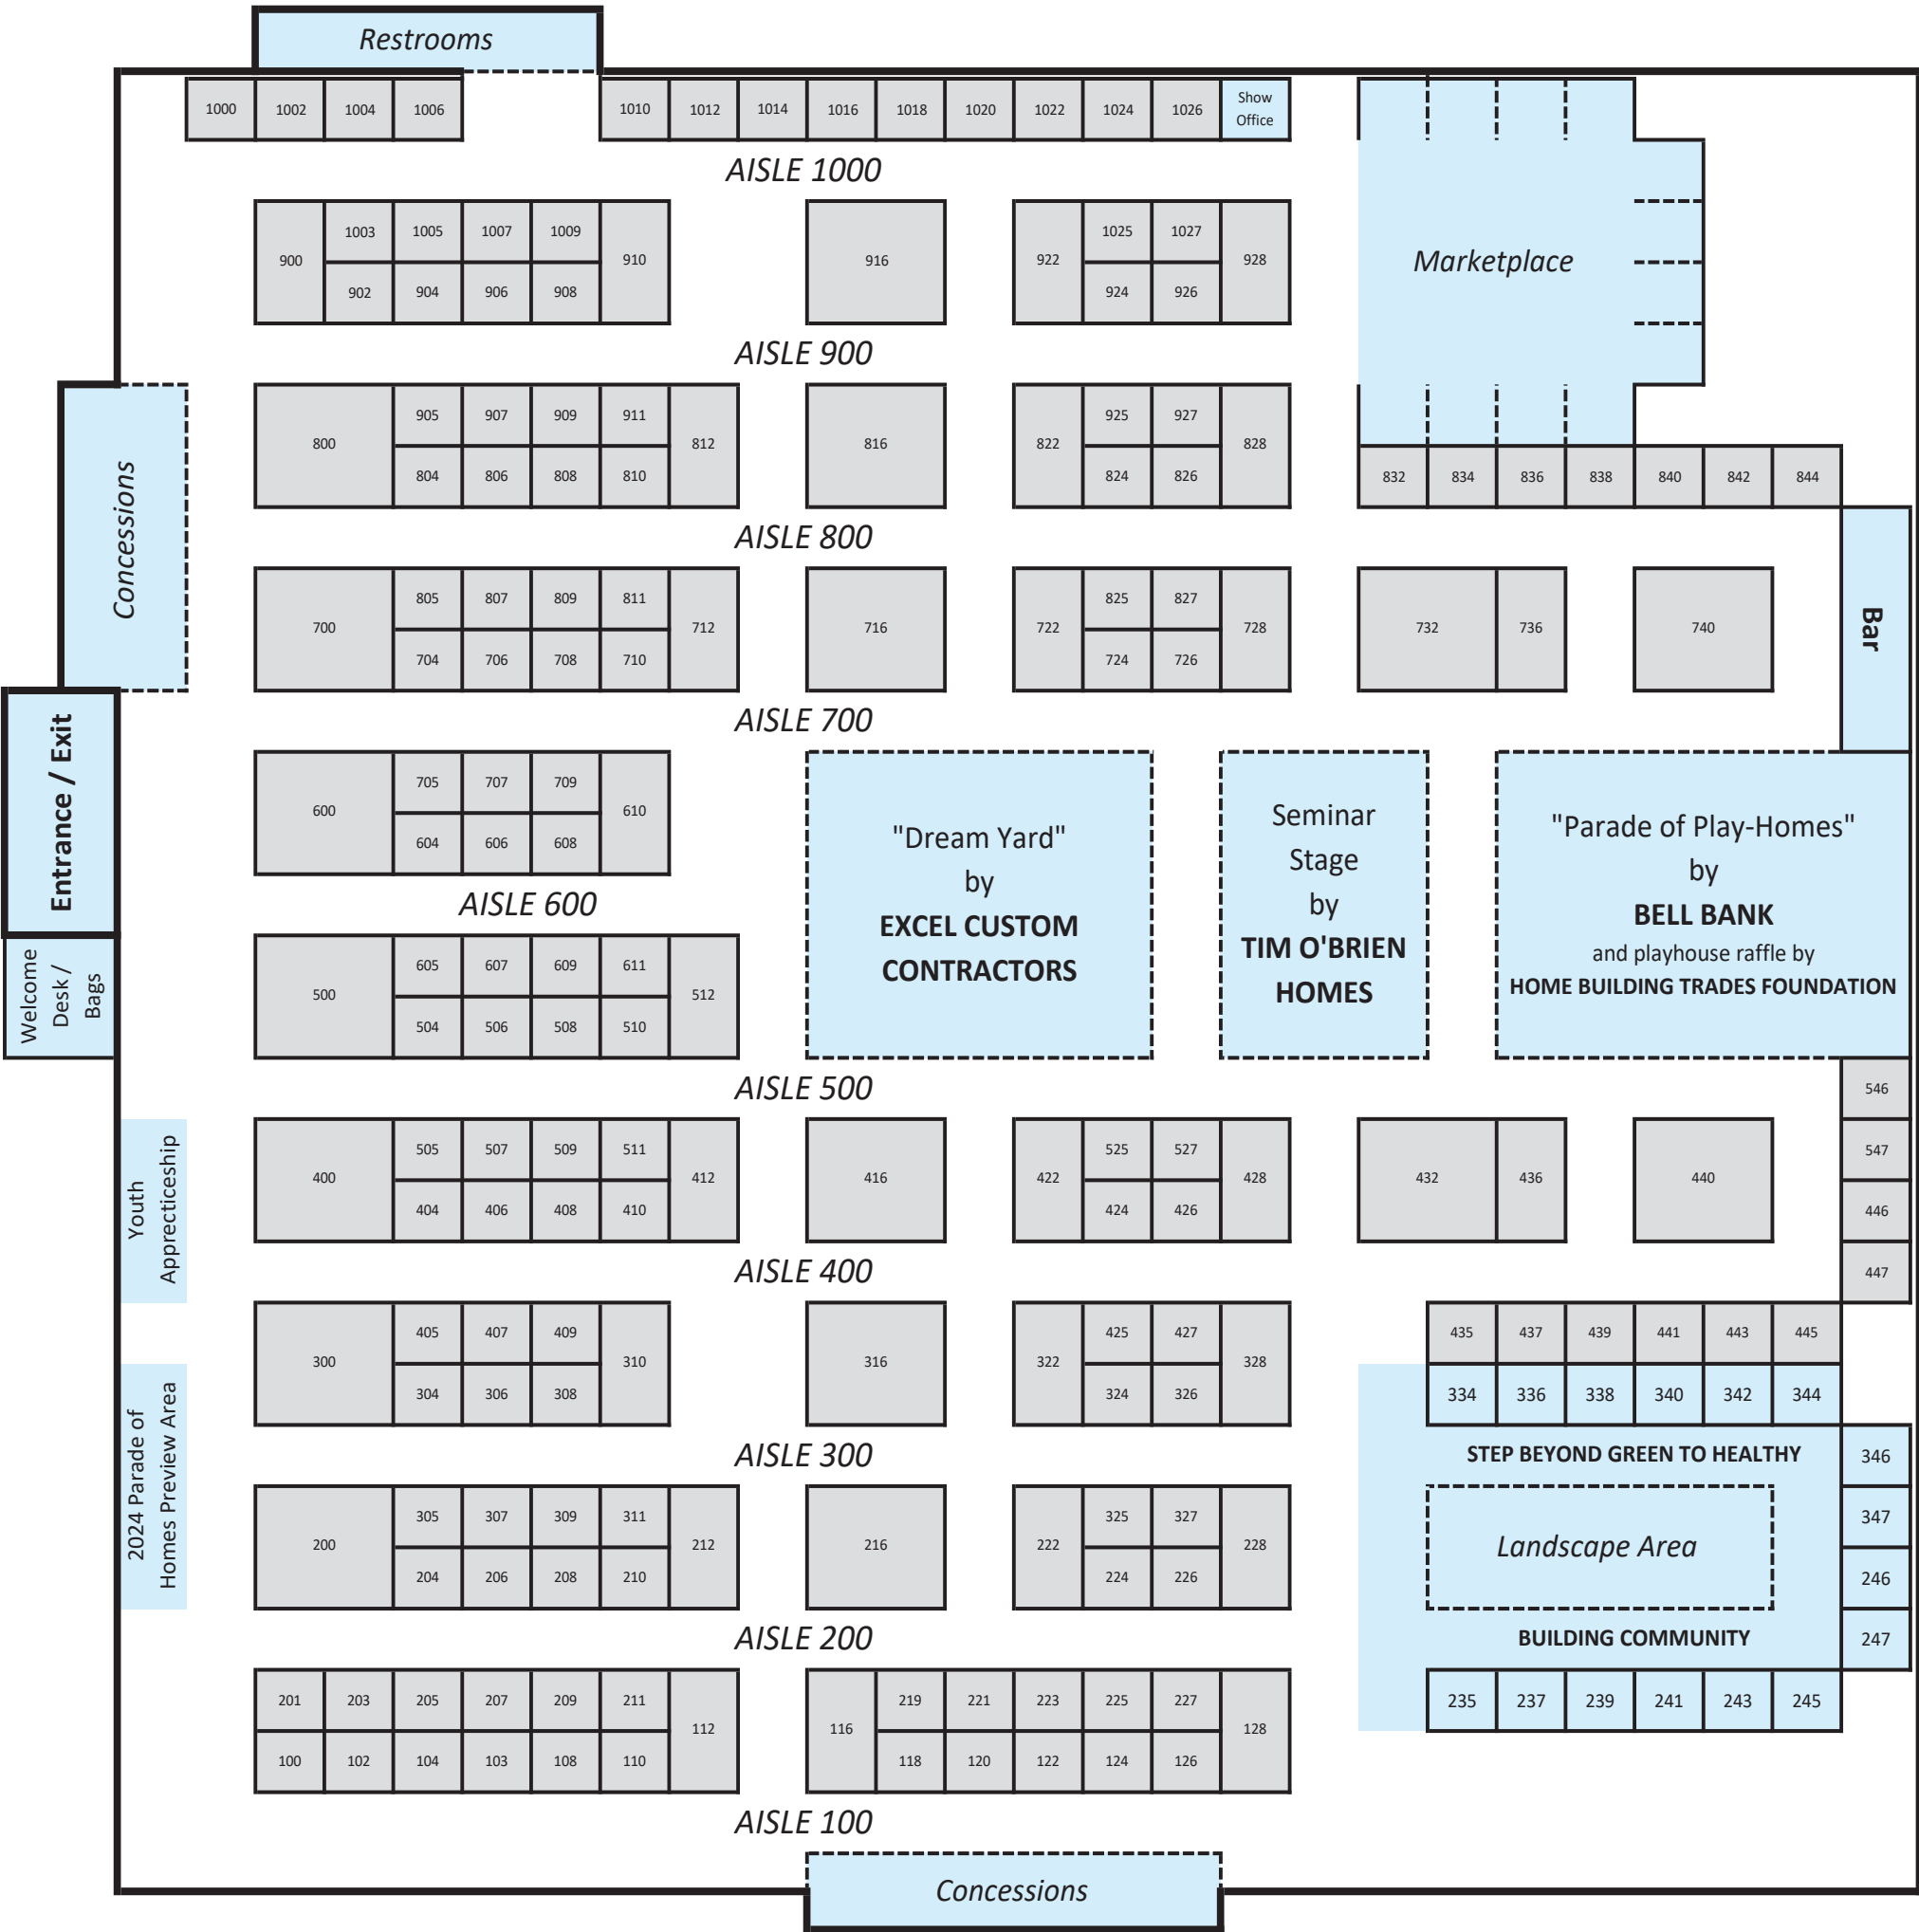 Restrooms
1000 1002 1004 1006 1010 1012 1014 1016 1018 1020 1022 1024 1026 Show
Office
AISLE 1000
1003 1005 1007 1009 1025 1027
900 910 916 922 928 Marketplace
902 904 906 908 924 926
AISLE 900
905 907 909 911 925 927
800 812 816 822 828
804 806 808 810 824 826 832 834 836 838 840 842 844
Concessions
AISLE 800
805 807 809 811 825 827
700 712 716 722 728 732 736 740 Bar
704 706 708 710 724 726
AISLE 700
Entrance / Exit
705 707 709
600 610
604 606 608
AISLE 600
"Dream Yard"
by
EXCEL CUSTOM
CONTRACTORS
Seminar
Stage
by
TIM O'BRIEN
HOMES
"Parade of Play-Homes"
by
BELL BANK
and playhouse raffle by
HOME BUILDING TRADES FOUNDATION
Welcome
Desk /
Bags
605 607 609 611
500 512
504 506 508 510
AISLE 500
546
505 507 509 511 525 527 547
400 412 416 422 428 432 436 440
404 406 408 410 424 426 446
Youth
Apprecticeship
AISLE 400
447
405 407 409 425 427 435 437 439 441 443 445
300 310 316 322 328
304 306 308 324 326 334 336 338 340 342 344
AISLE 300
STEP BEYOND GREEN TO HEALTHY 346
2024 Parade of
Homes Preview Area
305 307 309 311 325 327 347
200 212 216 222 228 Landscape Area
204 206 208 210 224 226 246
AISLE 200
BUILDING COMMUNITY 247
201 203 205 207 209 211 219 221 223 225 227 235 237 239 241 243 245
112 116 128
100 102 104 103 108 110 118 120 122 124 126
AISLE 100
Concessions